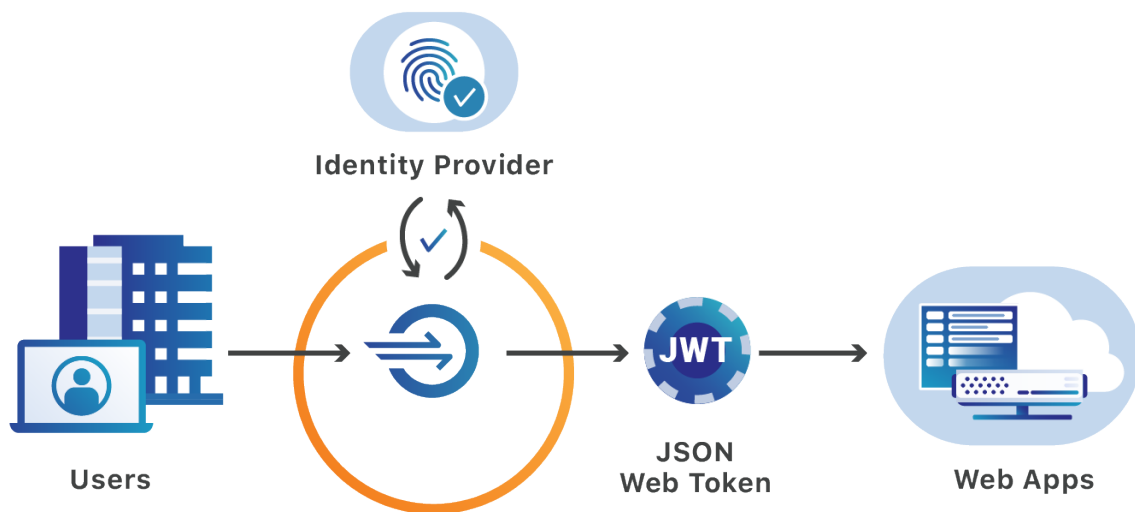 Identity Provider
JWT
Users
JSON
Web Token
Web Apps